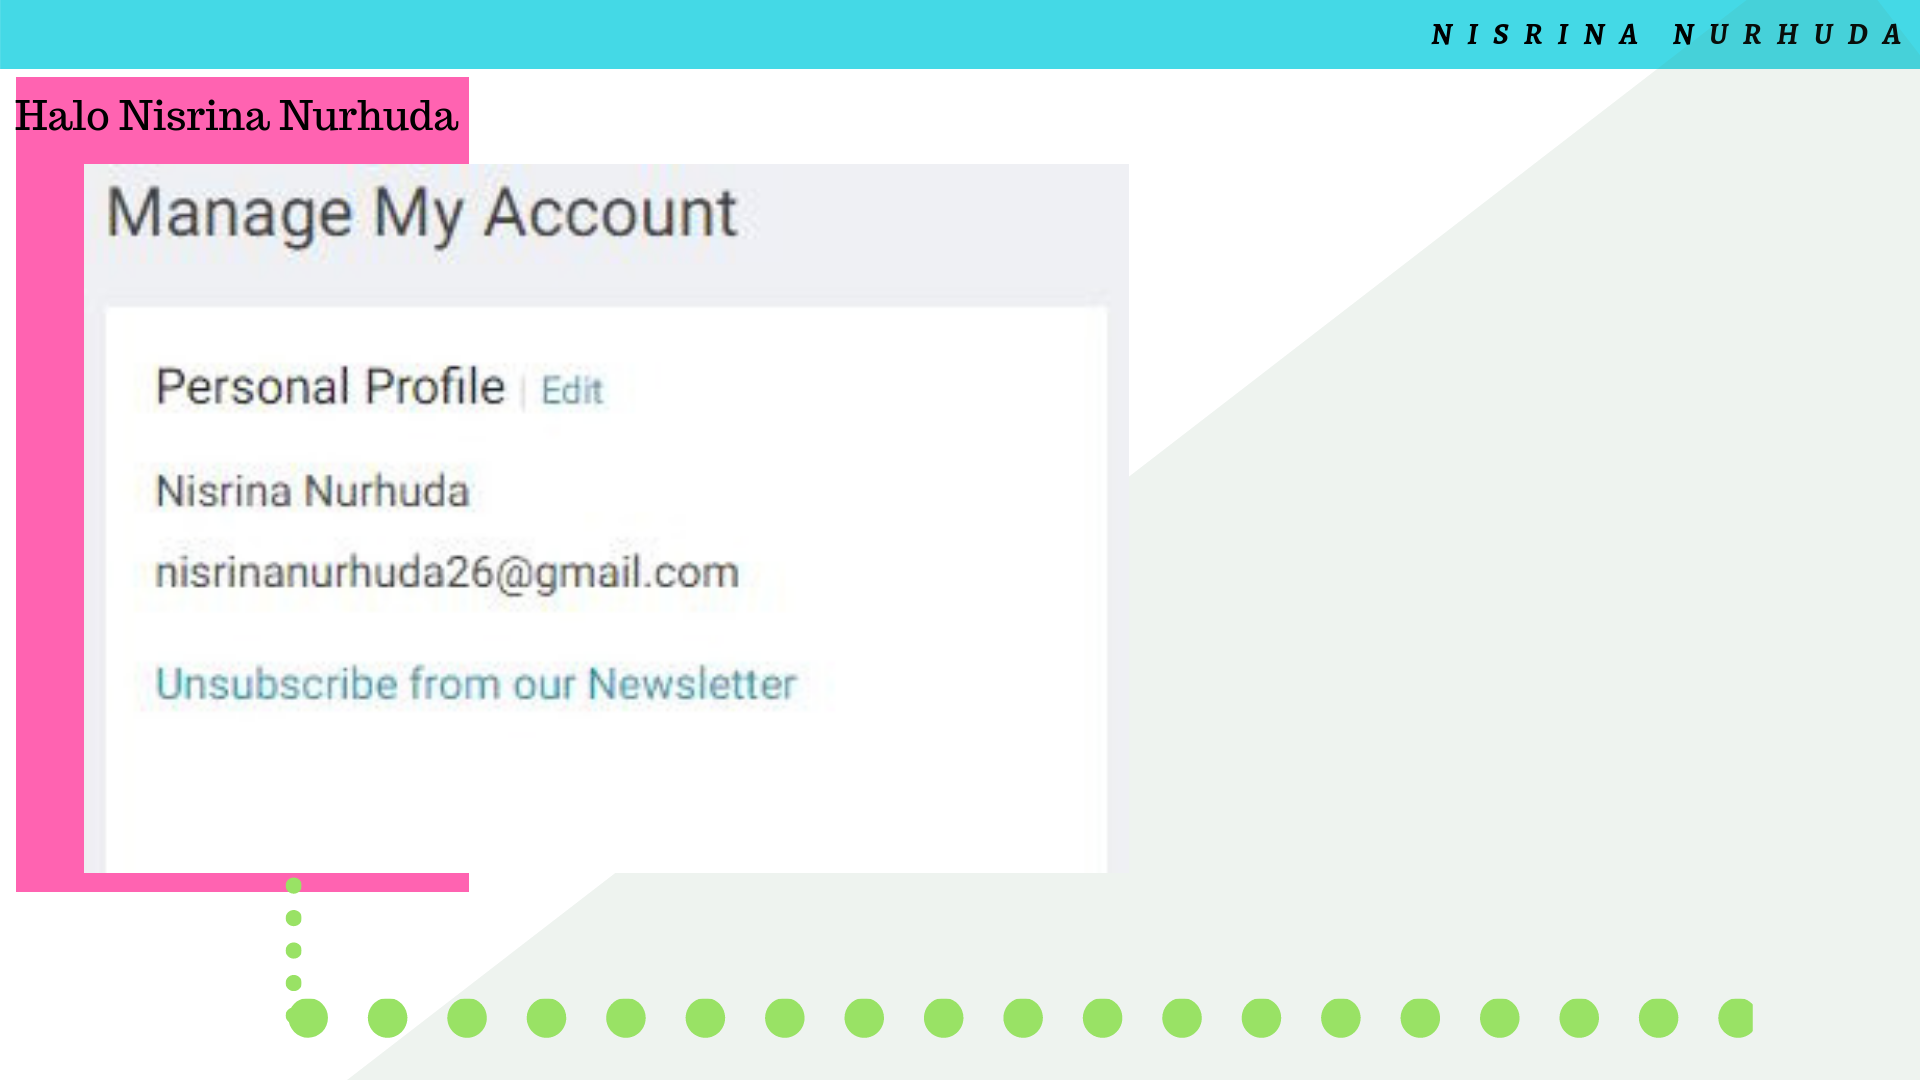 NISRINA NURHUDA
Halo Nisrina Nurhuda
Manage My Account
Personal Profile | Edit
Nisrina Nurhuda
nisrinanurhuda26@gmail.com
Unsubscribe from our Newsletter